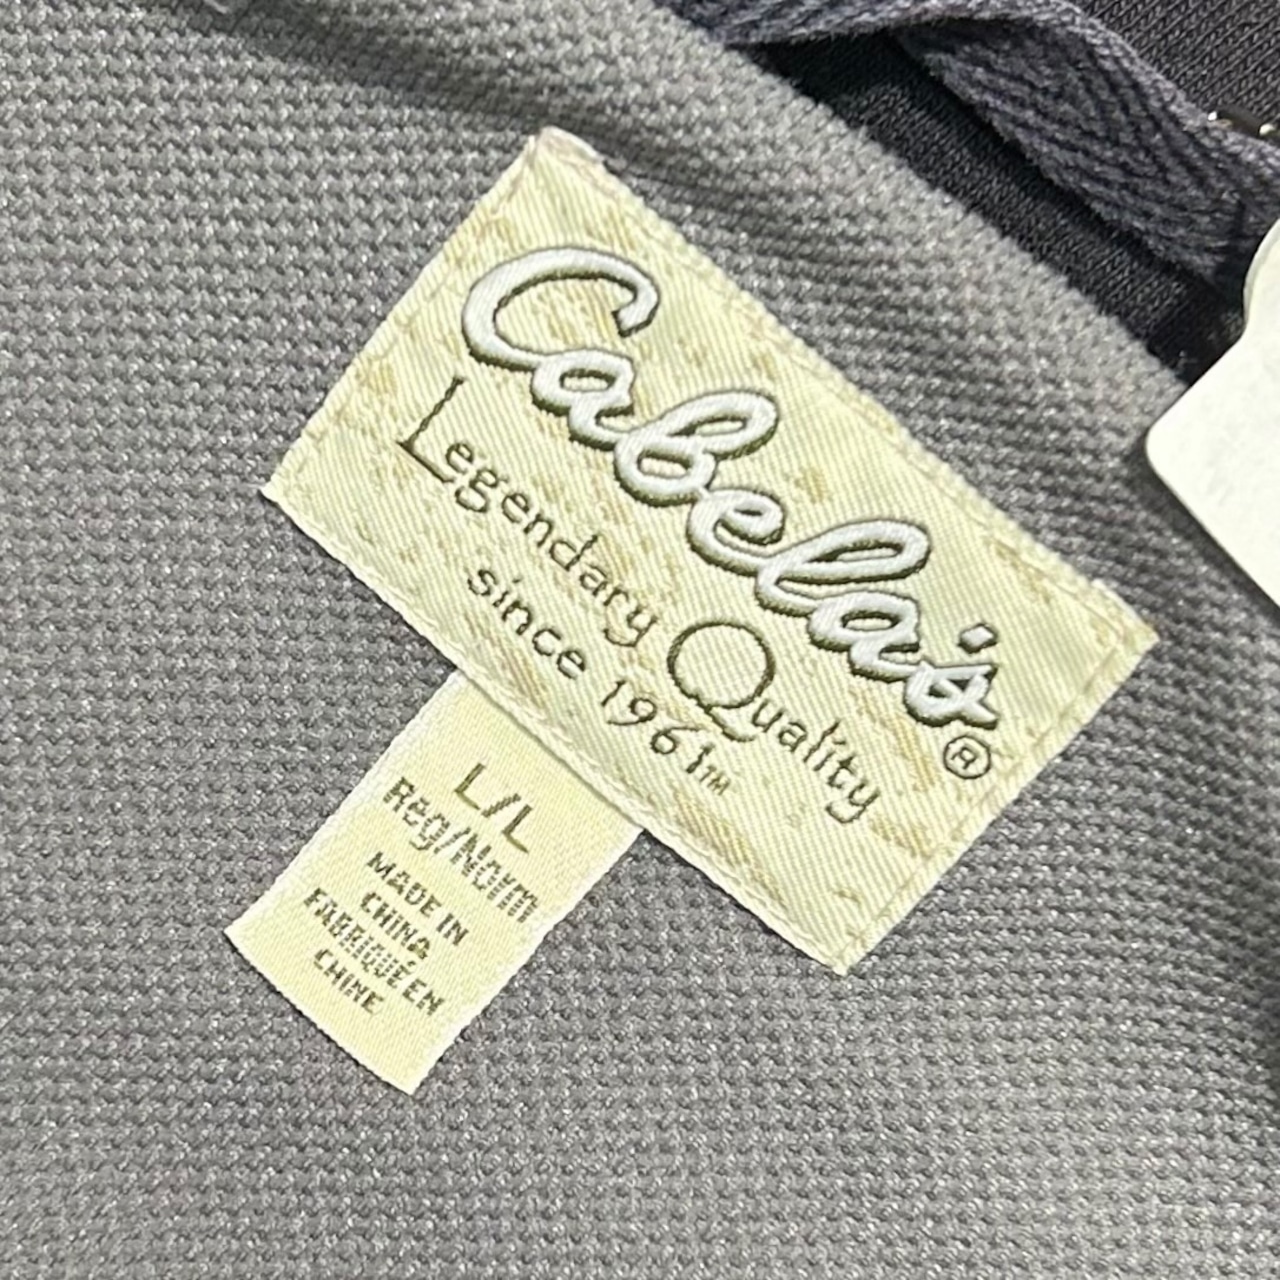 Cabela's®
Legendary Quality
since 1961™
L/L
Reg/Norm
MADE IN
CHINA
FABRIQUÉ EN
CHINE